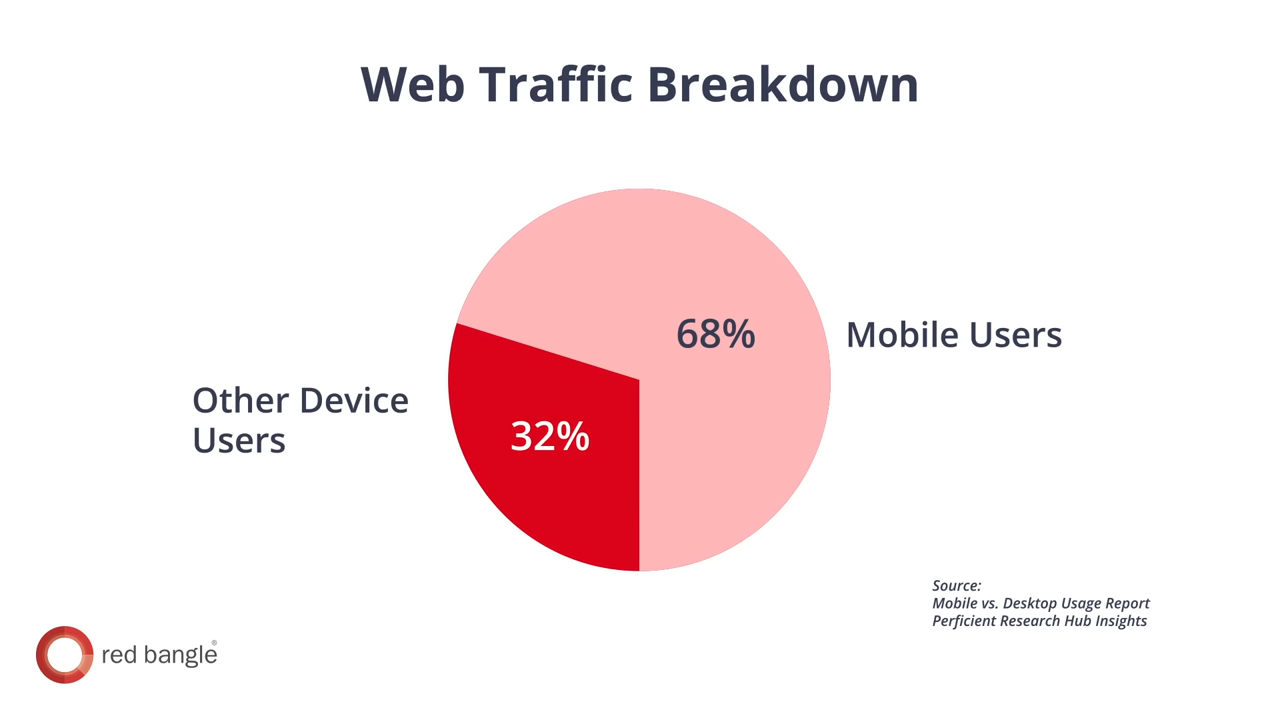 Web Traffic Breakdown
68%
Mobile Users
Other Device
Users
32%
Source:
Mobile vs. Desktop Usage Report
Perficient Research Hub Insights
red bangle®